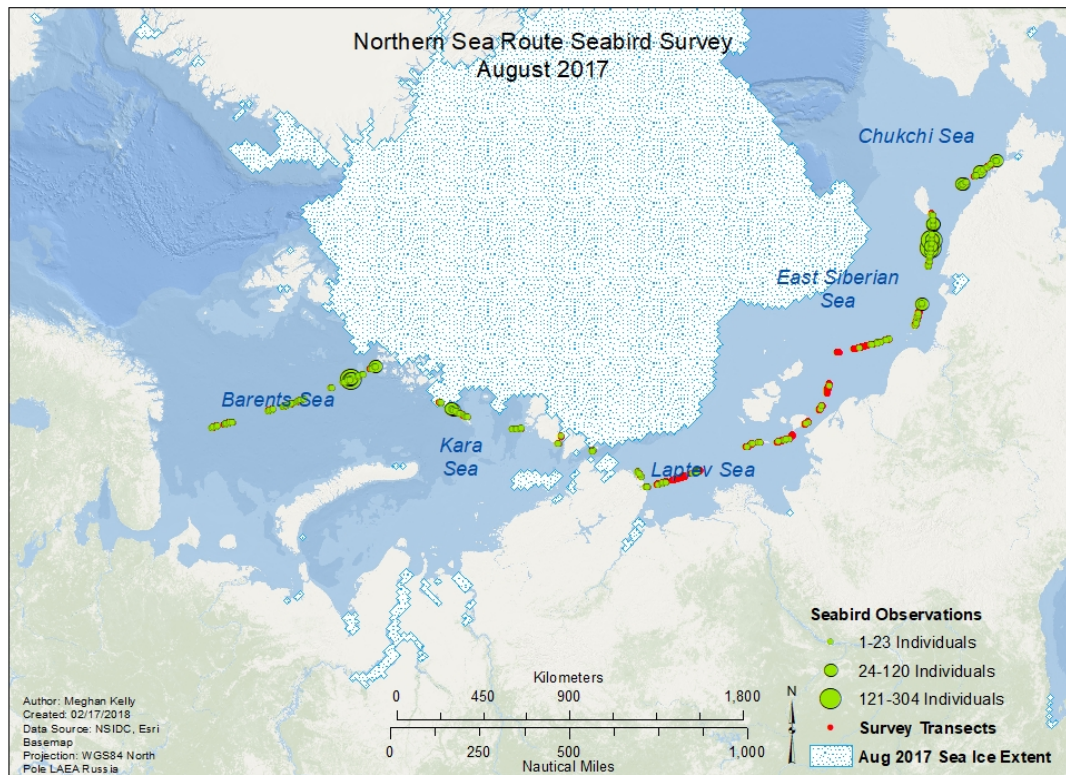 Northern Sea Route Seabird Survey
August 2017
Chukchi Sea
East Siberian
Sea
Barents Sea
Kara
Sea
Laptev Sea
Seabird Observations
1-23 Individuals
24-120 Individuals
121-304 Individuals
Survey Transects
Aug 2017 Sea Ice Extent
Kilometers
0 450 900 1,800
0 250 500 1,000
Nautical Miles
N
Author: Meghan Kelly
Created: 02/17/2018
Data Source: NSIDC, Esri
Basemap
Projection: WGS84 North
Pole LAEA Russia